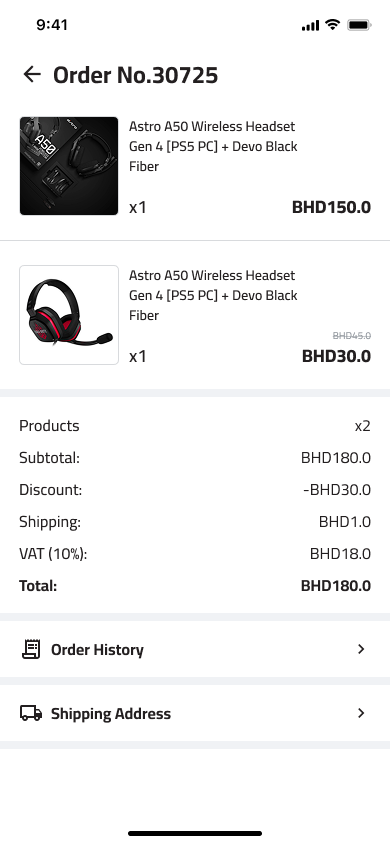 9:41
Order No.30725
A50
Astro A50 Wireless Headset
Gen 4 [PS5 PC] + Devo Black
Fiber
x1 BHD150.0
Astro A50 Wireless Headset
Gen 4 [PS5 PC] + Devo Black
Fiber
BHD45.0
x1 BHD30.0
Products x2
Subtotal: BHD180.0
Discount: -BHD30.0
Shipping: BHD1.0
VAT (10%): BHD18.0
Total: BHD180.0
Order History
Shipping Address